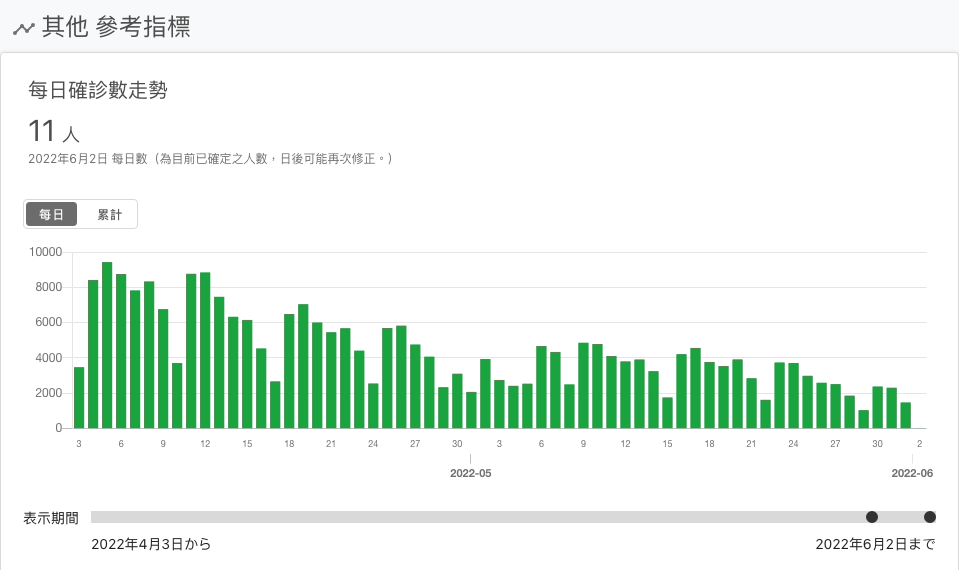 其他 參考指標
每日確診數走勢
11 人
2022年6月2日 每日數（為目前已確定之人數，日後可能再次修正。）
每日 累計
10000
8000
6000
4000
2000
0
3 6 9 12 15 18 21 24 27 30 3 6 9 12 15 18 21 24 27 30 2
2022-05 2022-06
表示期間
2022年4月3日から 2022年6月2日まで